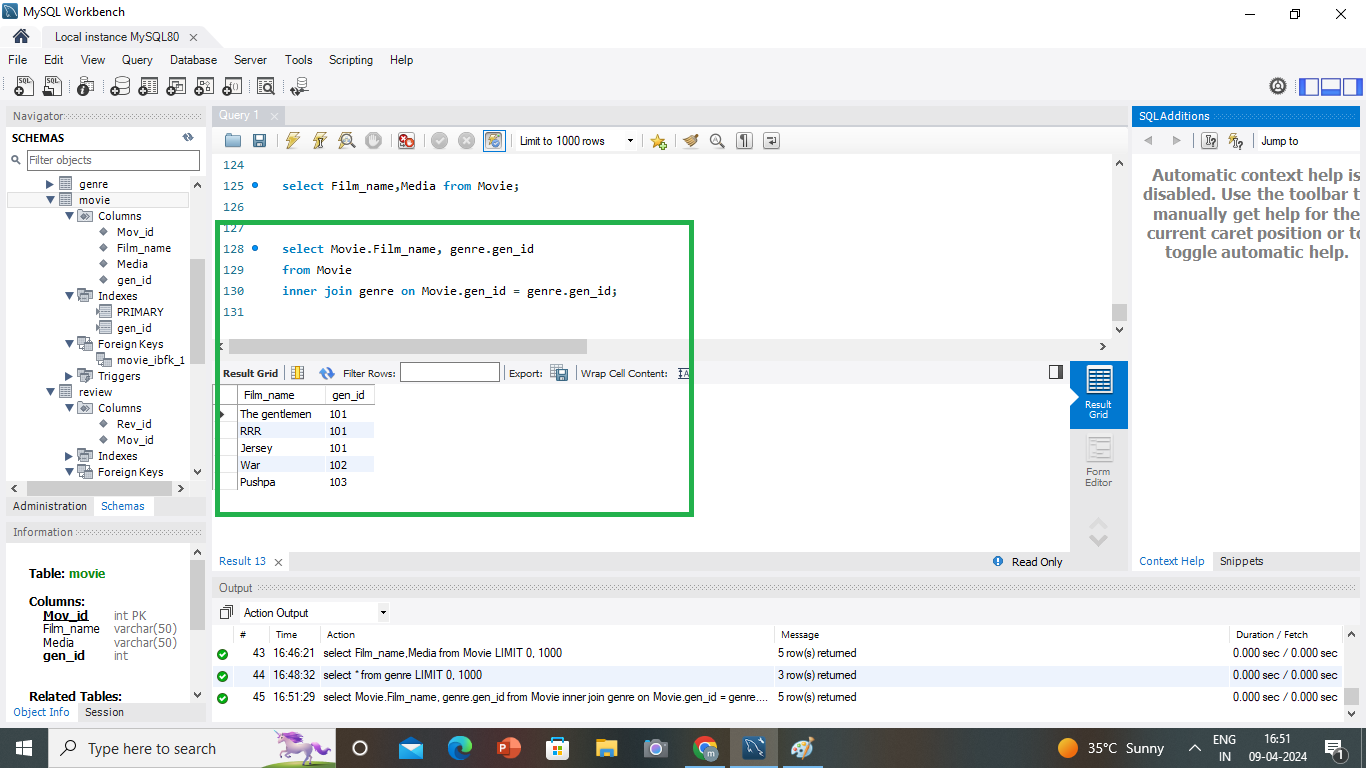 MySQL Workbench
Local instance MySQL80
File Edit View Query Database Server Tools Scripting Help
Navigator
SCHEMAS
Filter objects
genre
movie
Columns
Mov_id
Film_name
Media
gen_id
Indexes
PRIMARY
gen_id
Foreign Keys
movie_ibfk_1
Triggers
review
Columns
Rev_id
Mov_id
Indexes
Foreign Keys
Administration Schemas
Information
Table: movie
Columns:
Mov_id int PK
Film_name varchar(50)
Media varchar(50)
gen_id int
Related Tables:
Object Info Session
Query 1
Limit to 1000 rows
124
125 select Film_name,Media from Movie;
126
127
128 select Movie.Film_name, genre.gen_id
129 from Movie
130 inner join genre on Movie.gen_id = genre.gen_id;
131
Result Grid Filter Rows: Export: Wrap Cell Content:
Film_name gen_id
The gentlemen 101
RRR 101
Jersey 101
War 102
Pushpa 103
Result Grid
Form Editor
Result 13
Read Only
SQLAdditions
Jump to
Automatic context help is
disabled. Use the toolbar t
manually get help for the
current caret position or to
toggle automatic help.
Context Help Snippets
Output
Action Output
# Time Action Message Duration / Fetch
43 16:46:21 select Film_name,Media from Movie LIMIT 0, 1000 5 row(s) returned 0.000 sec / 0.000 sec
44 16:48:32 select * from genre LIMIT 0, 1000 3 row(s) returned 0.000 sec / 0.000 sec
45 16:51:29 select Movie.Film_name, genre.gen_id from Movie inner join genre on Movie.gen_id = genre.... 5 row(s) returned 0.000 sec / 0.000 sec
Type here to search
35°C Sunny
ENG
IN
16:51
09-04-2024
1